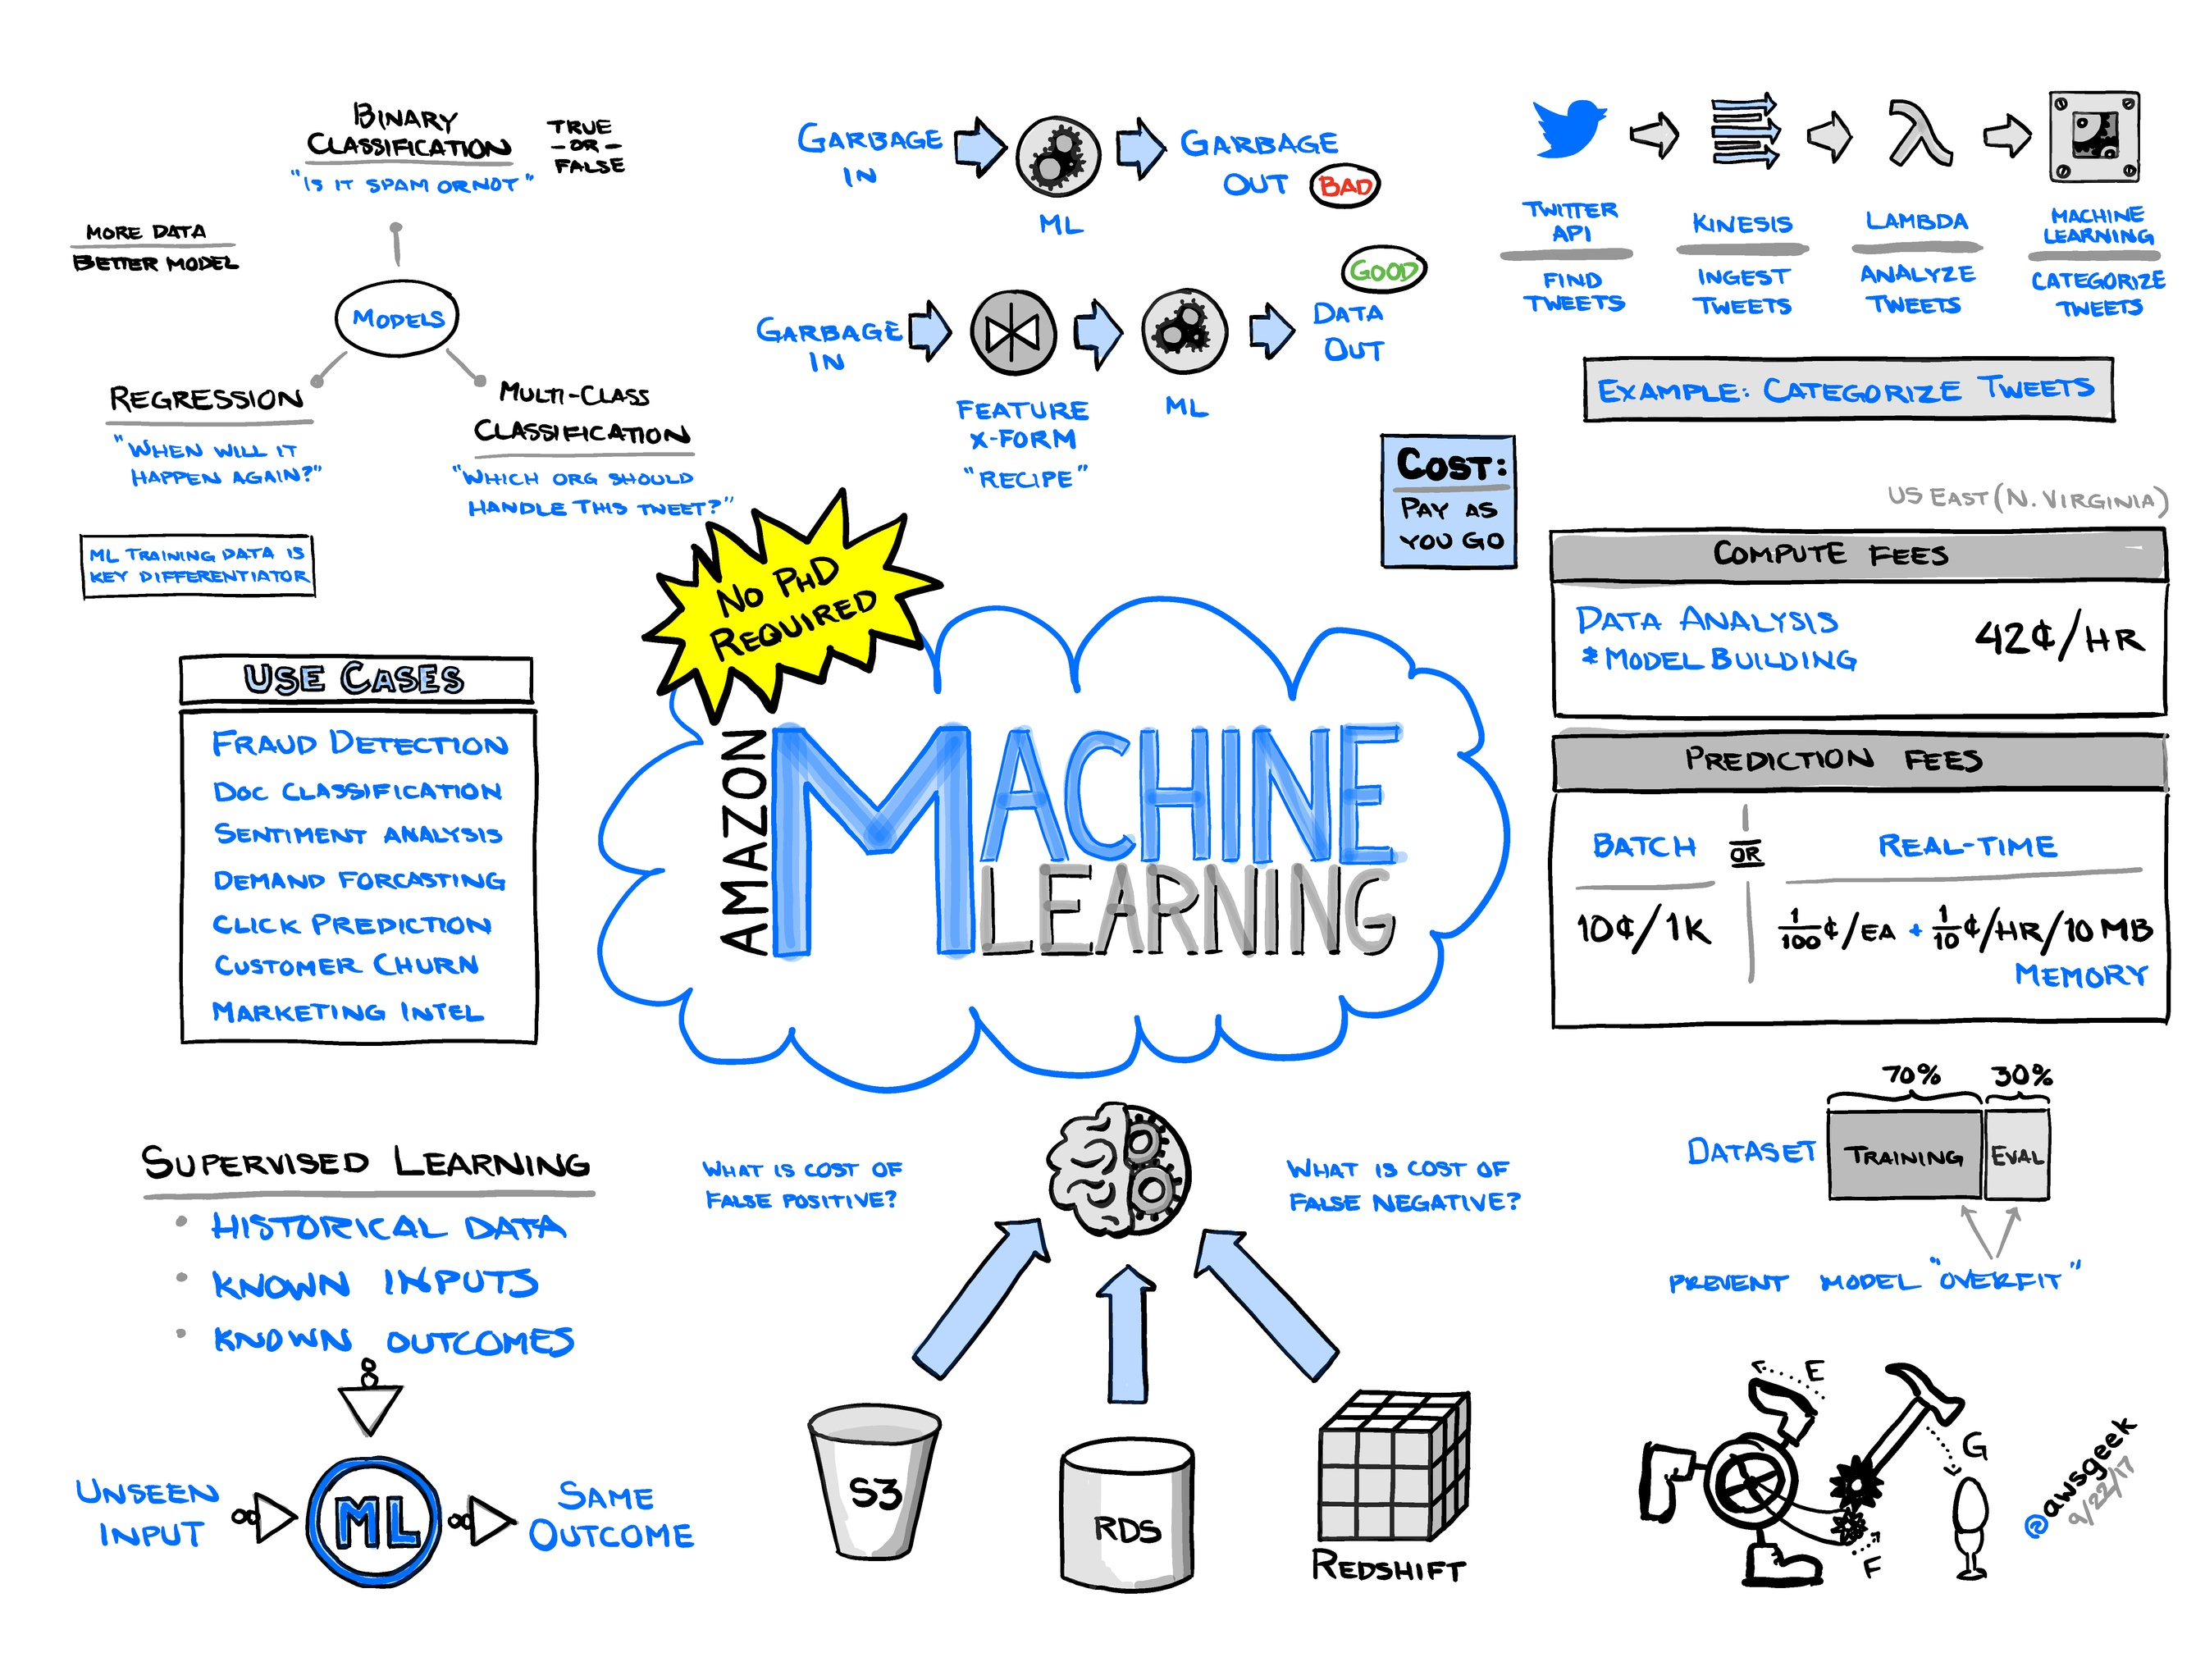 BINARY
CLASSIFICATION
"IS IT SPAM OR NOT"
TRUE
-OR-
FALSE
MORE DATA
BETTER MODEL
MODELS
REGRESSION
"WHEN WILL IT
HAPPEN AGAIN?"
MULTI-CLASS
CLASSIFICATION
"WHICH ORG SHOULD
HANDLE THIS TWEET?"
ML TRAINING DATA IS
KEY DIFFERENTIATOR
GARBAGE
IN
ML
GARBAGE
OUT
BAD
GARBAGE
IN
FEATURE
X-FORM
"RECIPE"
ML
GOOD
DATA
OUT
TWITTER
API
FIND
TWEETS
KINESIS
INGEST
TWEETS
LAMBDA
ANALYZE
TWEETS
MACHINE
LEARNING
CATEGORIZE
TWEETS
EXAMPLE: CATEGORIZE TWEETS
COST:
PAY AS
YOU GO
US EAST (N. VIRGINIA)
COMPUTE FEES
DATA ANALYSIS
& MODEL BUILDING
42¢/HR
PREDICTION FEES
BATCH
OR
REAL-TIME
10¢/1K
1/100¢/EA + 1/10¢/HR/10 MB
MEMORY
NO PHD
REQUIRED
AMAZON
MACHINE
LEARNING
USE CASES
FRAUD DETECTION
DOC CLASSIFICATION
SENTIMENT ANALYSIS
DEMAND FORCASTING
CLICK PREDICTION
CUSTOMER CHURN
MARKETING INTEL
SUPERVISED LEARNING
• HISTORICAL DATA
• KNOWN INPUTS
• KNOWN OUTCOMES
UNSEEN
INPUT
ML
SAME
OUTCOME
WHAT IS COST OF
FALSE POSITIVE?
WHAT IS COST OF
FALSE NEGATIVE?
S3
RDS
REDSHIFT
70%
30%
DATASET
TRAINING
EVAL
PREVENT MODEL "OVERFIT"
E
G
F
@awsgeek
9/22/17